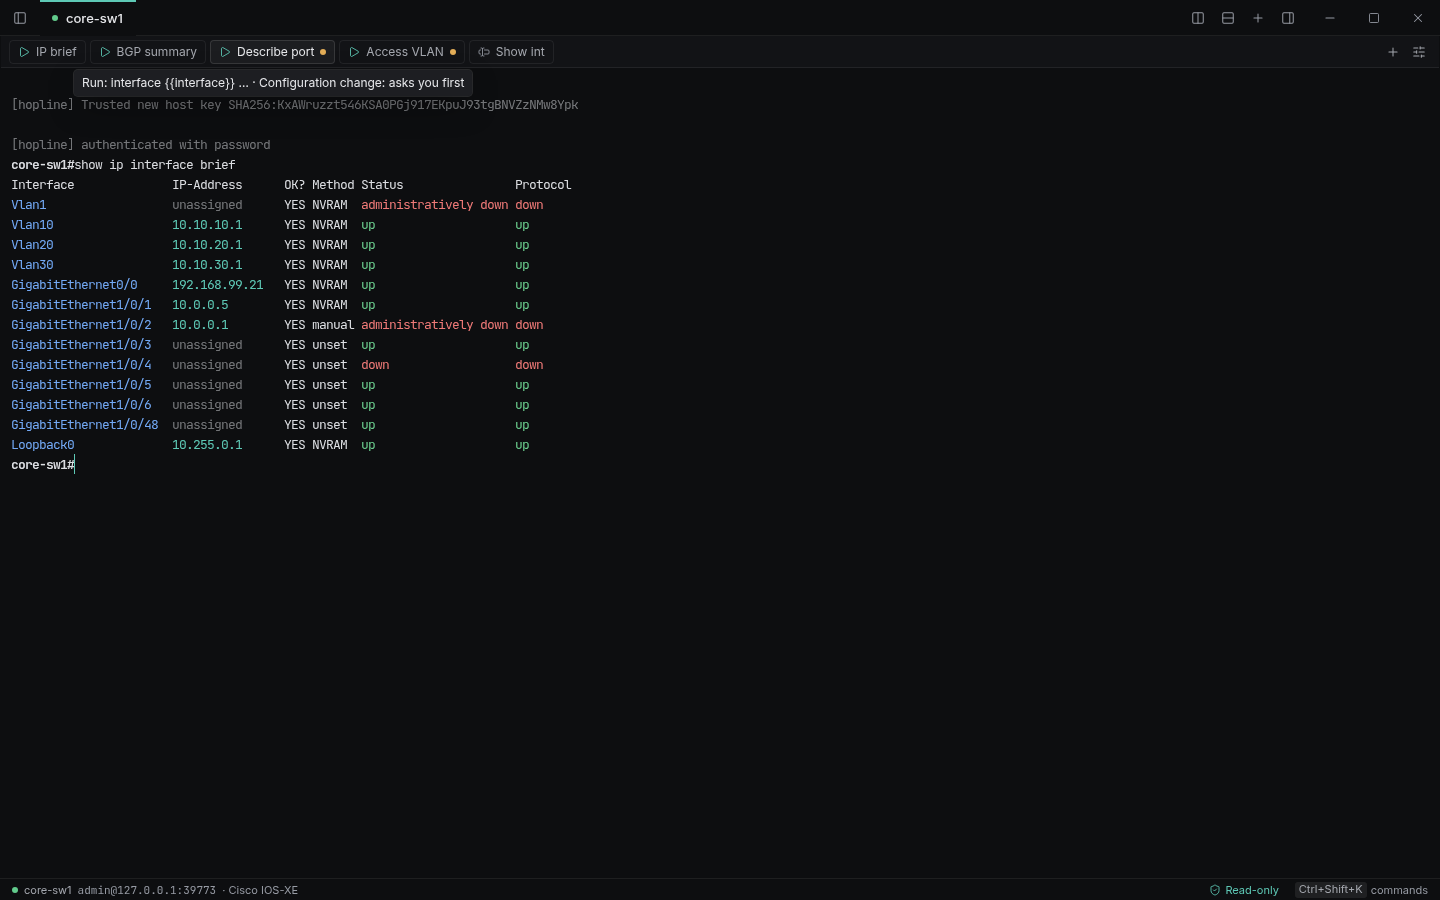 core-sw1
IP brief BGP summary Describe port Access VLAN Show int
Run: interface {{interface}} ... · Configuration change: asks you first
[hopline] Trusted new host key SHA256:KxAWruzzt546KSA0PGj917EKpuJ93tgBNVZzNMw8Ypk
[hopline] authenticated with password
core-sw1#show ip interface brief
Interface IP-Address OK? Method Status Protocol
Vlan1 unassigned YES NVRAM administratively down down
Vlan10 10.10.10.1 YES NVRAM up up
Vlan20 10.10.20.1 YES NVRAM up up
Vlan30 10.10.30.1 YES NVRAM up up
GigabitEthernet0/0 192.168.99.21 YES NVRAM up up
GigabitEthernet1/0/1 10.0.0.5 YES NVRAM up up
GigabitEthernet1/0/2 10.0.0.1 YES manual administratively down down
GigabitEthernet1/0/3 unassigned YES unset up up
GigabitEthernet1/0/4 unassigned YES unset down down
GigabitEthernet1/0/5 unassigned YES unset up up
GigabitEthernet1/0/6 unassigned YES unset up up
GigabitEthernet1/0/48 unassigned YES unset up up
Loopback0 10.255.0.1 YES NVRAM up up
core-sw1#
core-sw1 admin@127.0.0.1:39773 · Cisco IOS-XE Read-only Ctrl+Shift+K commands